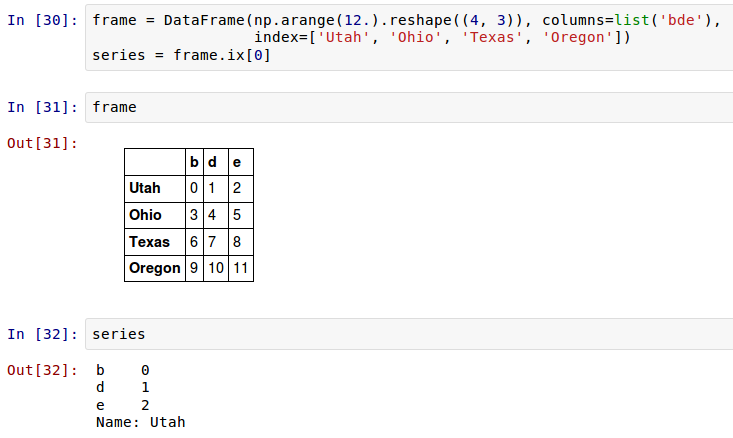 In [30]: frame = DataFrame(np.arange(12.).reshape((4, 3)), columns=list('bde'),
index=['Utah', 'Ohio', 'Texas', 'Oregon'])
series = frame.ix[0]
In [31]: frame
Out[31]:
b d e
Utah 0 1 2
Ohio 3 4 5
Texas 6 7 8
Oregon 9 10 11
In [32]: series
Out[32]: b 0
d 1
e 2
Name: Utah